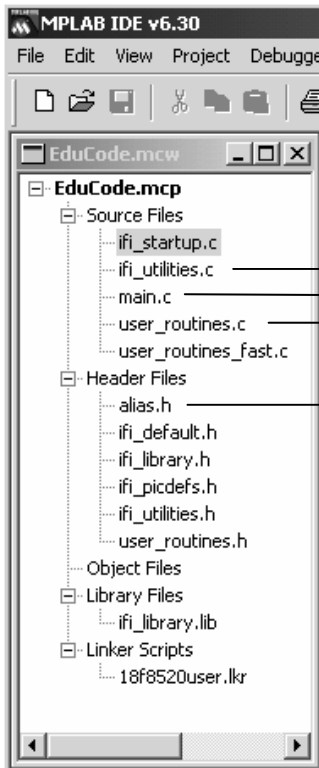 MPLAB IDE v6.30
File Edit View Project Debugge
EduCode.mcw
EduCode.mcp
Source Files
ifi_startup.c
ifi_utilities.c
main.c
user_routines.c
user_routines_fast.c
Header Files
alias.h
ifi_default.h
ifi_library.h
ifi_picdefs.h
ifi_utilities.h
user_routines.h
Object Files
Library Files
ifi_library.lib
Linker Scripts
18f8520user.lkr